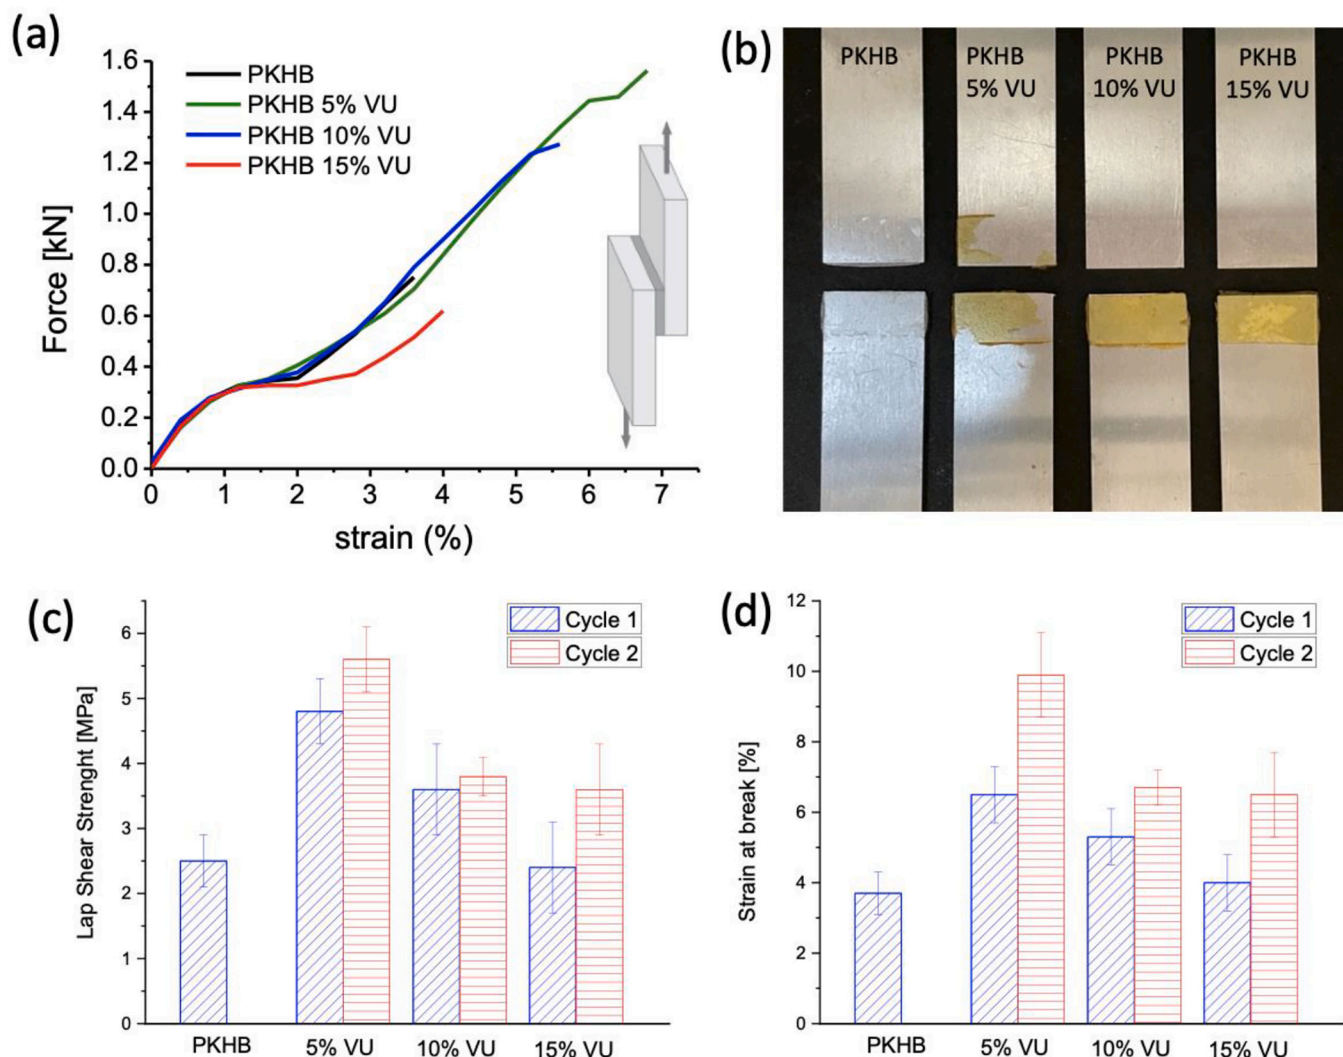 (a)
1.6
1.4
1.2
1.0
0.8
0.6
0.4
0.2
0.0
Force [kN]
PKHB
PKHB 5% VU
PKHB 10% VU
PKHB 15% VU
0 1 2 3 4 5 6 7
strain (%)
(b)
PKHB
PKHB
5% VU
PKHB
10% VU
PKHB
15% VU
(c)
6
5
4
3
2
1
0
Lap Shear Strenght [MPa]
Cycle 1
Cycle 2
PKHB 5% VU 10% VU 15% VU
(d)
12
10
8
6
4
2
0
Strain at break [%]
Cycle 1
Cycle 2
PKHB 5% VU 10% VU 15% VU